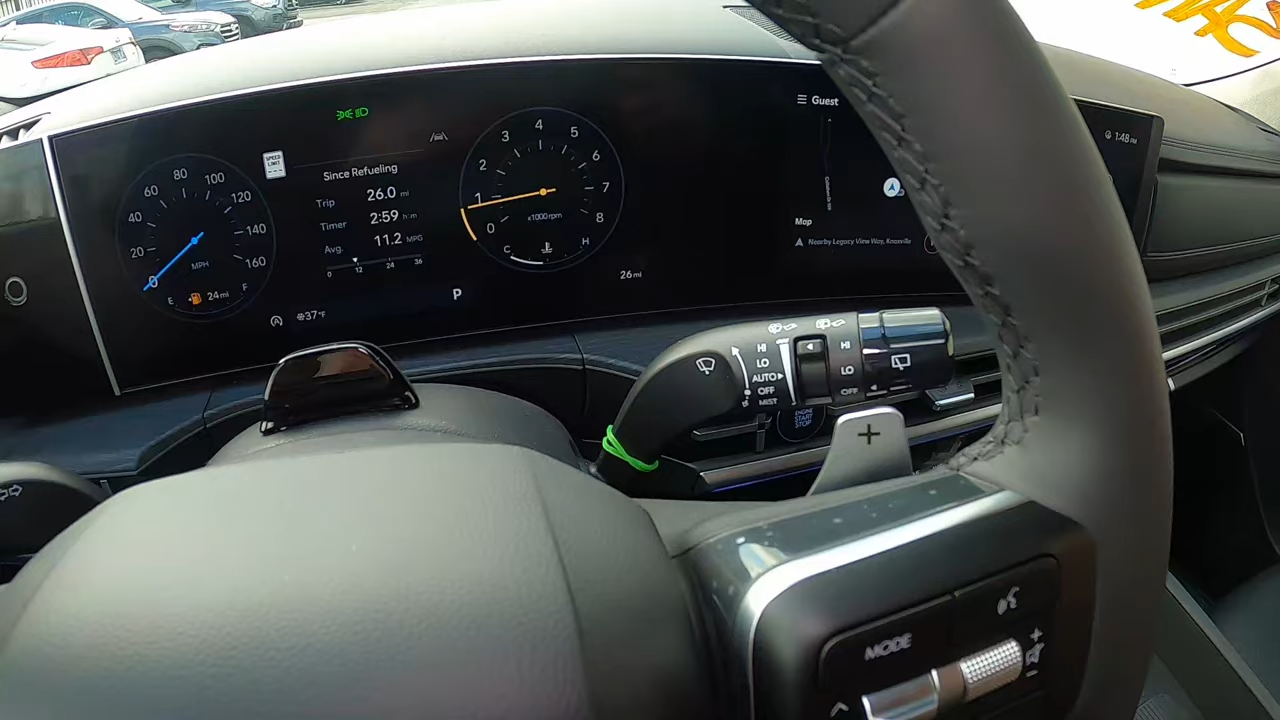 SPEED
LIMIT
Since Refueling
Trip 26.0 mi
Timer 2:59 h:m
Avg. 11.2 MPG
0 12 24 36
0 20 40 60 80 100 120 140 160
MPH
E F
24 mi
37°F
0 1 2 3 4 5 6 7 8
x1000 rpm
C H
P
26 mi
Guest
Map
Nearby Legacy View Way, Knoxville
1:48 PM
HI
LO
AUTO
OFF
MIST
HI
LO
OFF
ENGINE
START
STOP
+
MODE
+
-